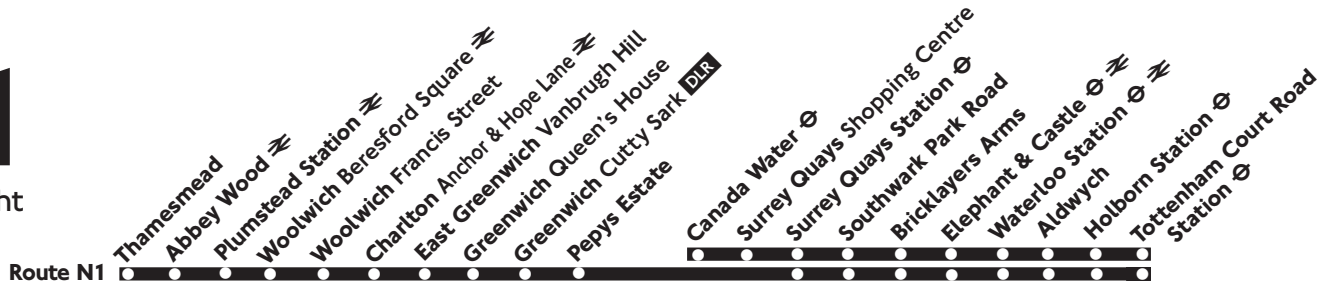 1
ht
Route N1
Thamesmead
Abbey Wood
Plumstead Station
Woolwich Beresford Square
Woolwich Francis Street
Charlton Anchor & Hope Lane
East Greenwich Vanbrugh Hill
Greenwich Queen's House
Greenwich Cutty Sark DLR
Pepys Estate
Canada Water
Surrey Quays Shopping Centre
Surrey Quays Station
Southwark Park Road
Bricklayers Arms
Elephant & Castle
Waterloo Station
Aldwych
Holborn Station
Tottenham Court Road
Station